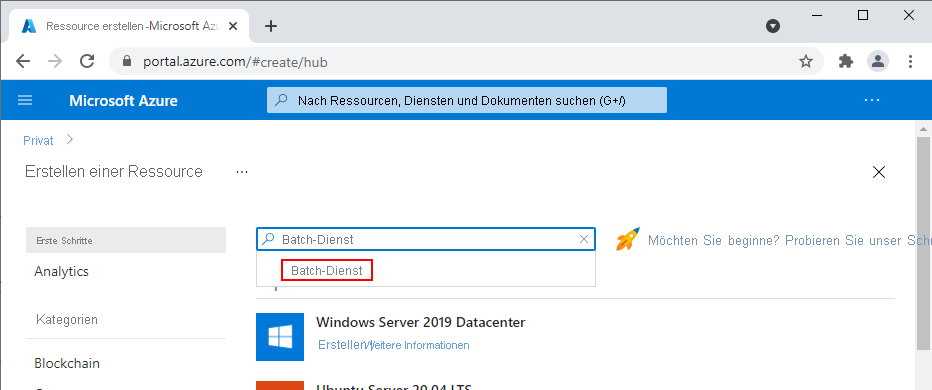 Ressource erstellen -Microsoft Azu
portal.azure.com/#create/hub
Microsoft Azure
Nach Ressourcen, Diensten und Dokumenten suchen (G+/)
Privat
Erstellen einer Ressource
Erste Schritte
Batch-Dienst
Möchten Sie beginne? Probieren Sie unser Schr
Analytics
Batch-Dienst
Kategorien
Windows Server 2019 Datacenter
Erstellen Weitere Informationen
Blockchain
Ubuntu Server 20.04 LTS